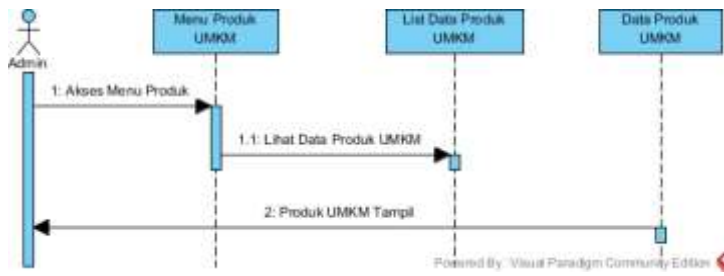 Menu Produk
UMKM
List Data Produk
UMKM
Data Produk
UMKM
Admin
1: Akses Menu Produk
1.1: Lihat Data Produk UMKM
2: Produk UMKM Tampil
Powered By Visual Paradigm Community Edition